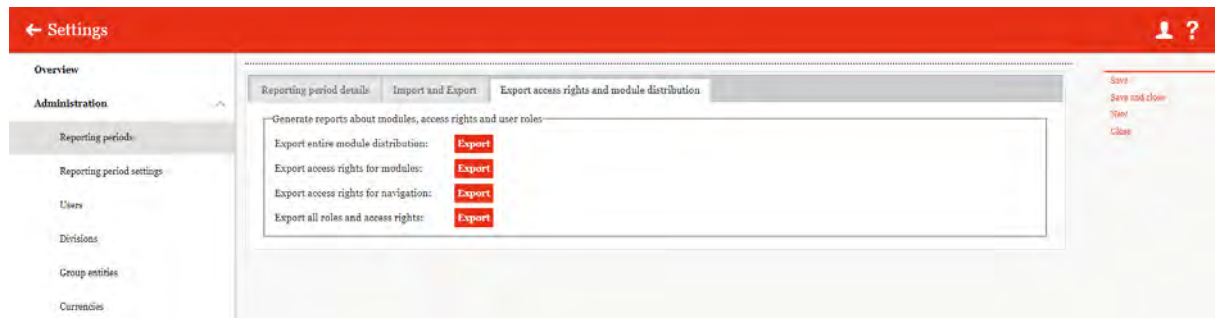 ← Settings
?
Overview
Administration
Reporting periods
Reporting period settings
Users
Divisions
Group entities
Currencies
Reporting period details Import and Export Export access rights and module distribution
Generate reports about modules, access rights and user roles
Export entire module distribution: Export
Export access rights for modules: Export
Export access rights for navigation: Export
Export all roles and access rights: Export
Save
Save and close
New
Close